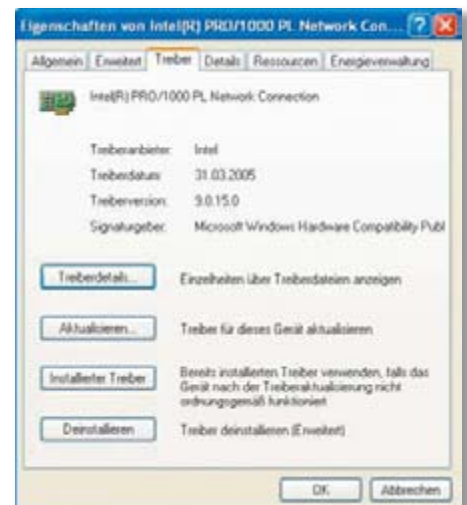 Eigenschaften von Intel(R) PRO/1000 PL Network Con...
Allgemein Erweitert Treiber Details Ressourcen Energieverwaltung
Intel(R) PRO/1000 PL Network Connection
Treiberanbieter: Intel
Treiberdatum: 31.03.2005
Treiberversion: 9.0.15.0
Signaturgeber: Microsoft Windows Hardware Compatibility Publ
Treiberdetails... Einzelheiten über Treiberdateien anzeigen
Aktualisieren... Treiber für dieses Gerät aktualisieren
Installierter Treiber Bereits installierten Treiber verwenden, falls das
Gerät nach der Treiberaktualisierung nicht
ordnungsgemäß funktioniert
Deinstallieren Treiber deinstallieren (Erweitert)
OK Abbrechen